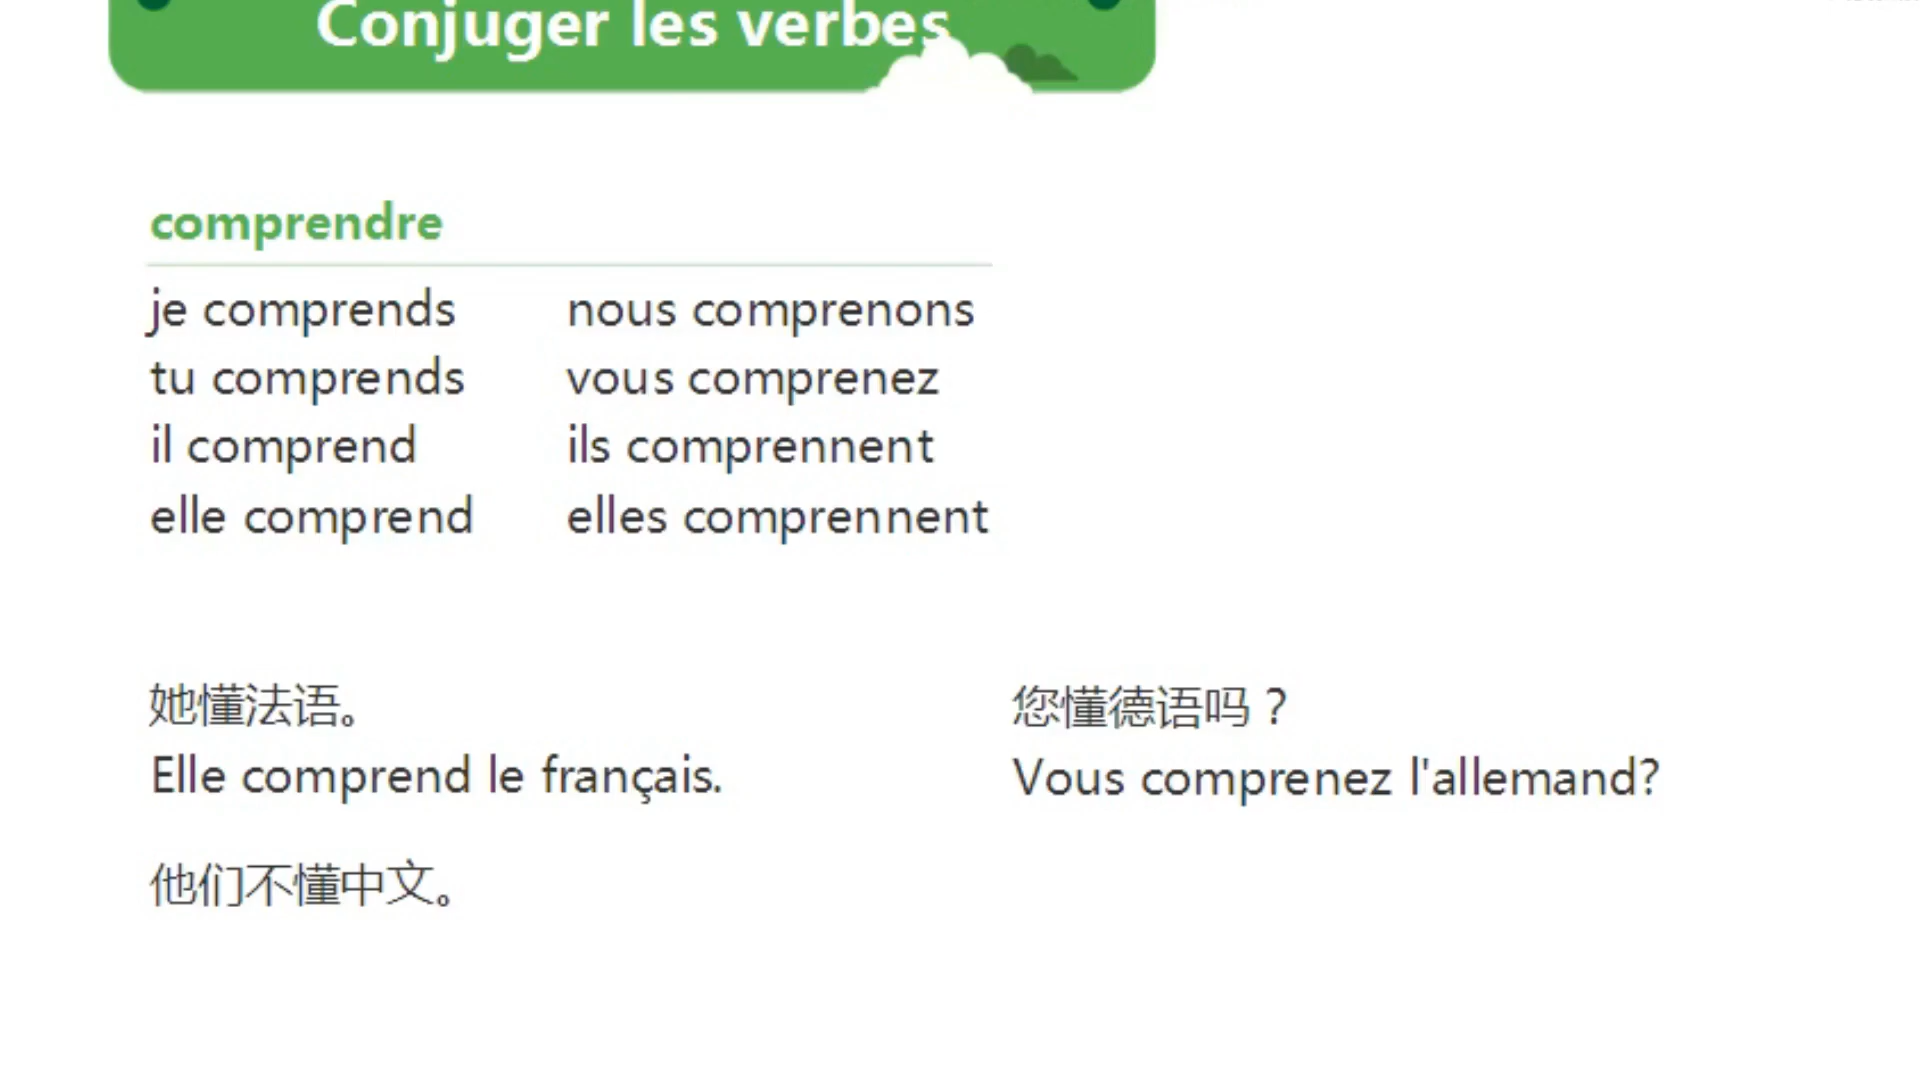 Conjuger les verbes
comprendre
je comprends nous comprenons
tu comprends vous comprenez
il comprend ils comprennent
elle comprend elles comprennent
她懂法语。
Elle comprend le français.
您懂德语吗？
Vous comprenez l'allemand?
他们不懂中文。